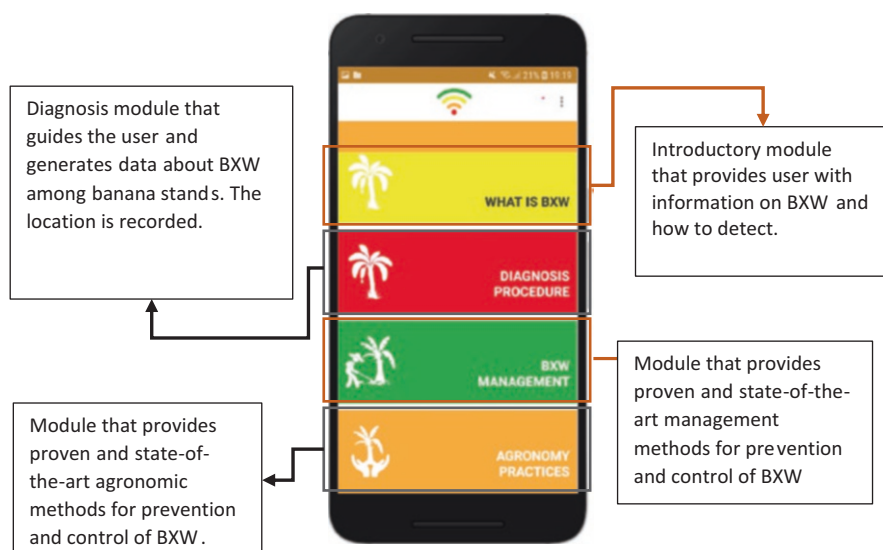 Diagnosis module that
guides the user and
generates data about BXW
among banana stands. The
location is recorded.
21% 19:19
WHAT IS BXW
DIAGNOSIS
PROCEDURE
BXW
MANAGEMENT
AGRONOMY
PRACTICES
Introductory module
that provides user with
information on BXW and
how to detect.
Module that provides
proven and state-of-the-
art management
methods for prevention
and control of BXW
Module that provides
proven and state-of-
the-art agronomic
methods for prevention
and control of BXW.